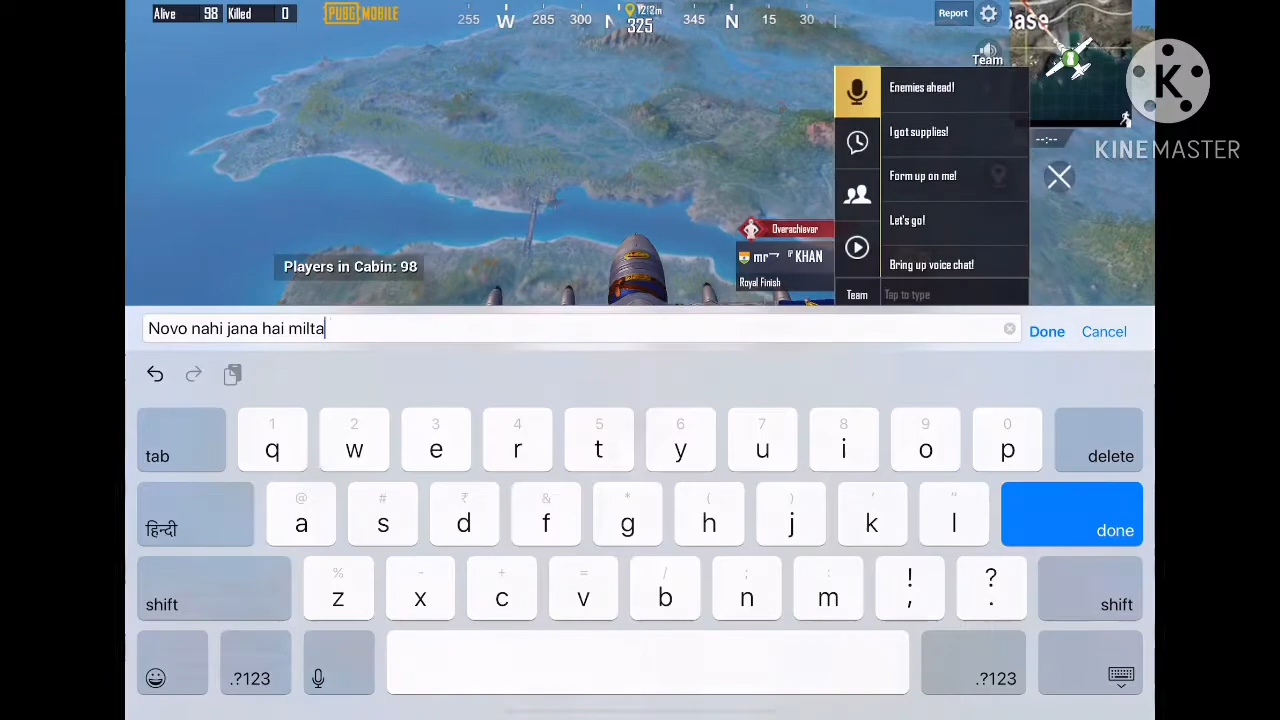 Alive 98 Killed 0
PUBG MOBILE
255 W 285 300 N 345 N 15 30
325
Report
Base
Team
Enemies ahead!
I got supplies!
Form up on me!
Let's go!
Bring up voice chat!
Team Tap to type
--:--
KINEMASTER
K
Overachiever
KHAN
Royal Finish
Players in Cabin: 98
Novo nahi jana hai milta
Done Cancel
1 2 3 4 5 6 7 8 9 0
tab q w e r t y u i o p delete
@ # ₹ & * ( ) ' "
हिन्दी a s d f g h j k l done
% - + = / ; : ! ?
shift z x c v b n m , . shift
.?123 .?123